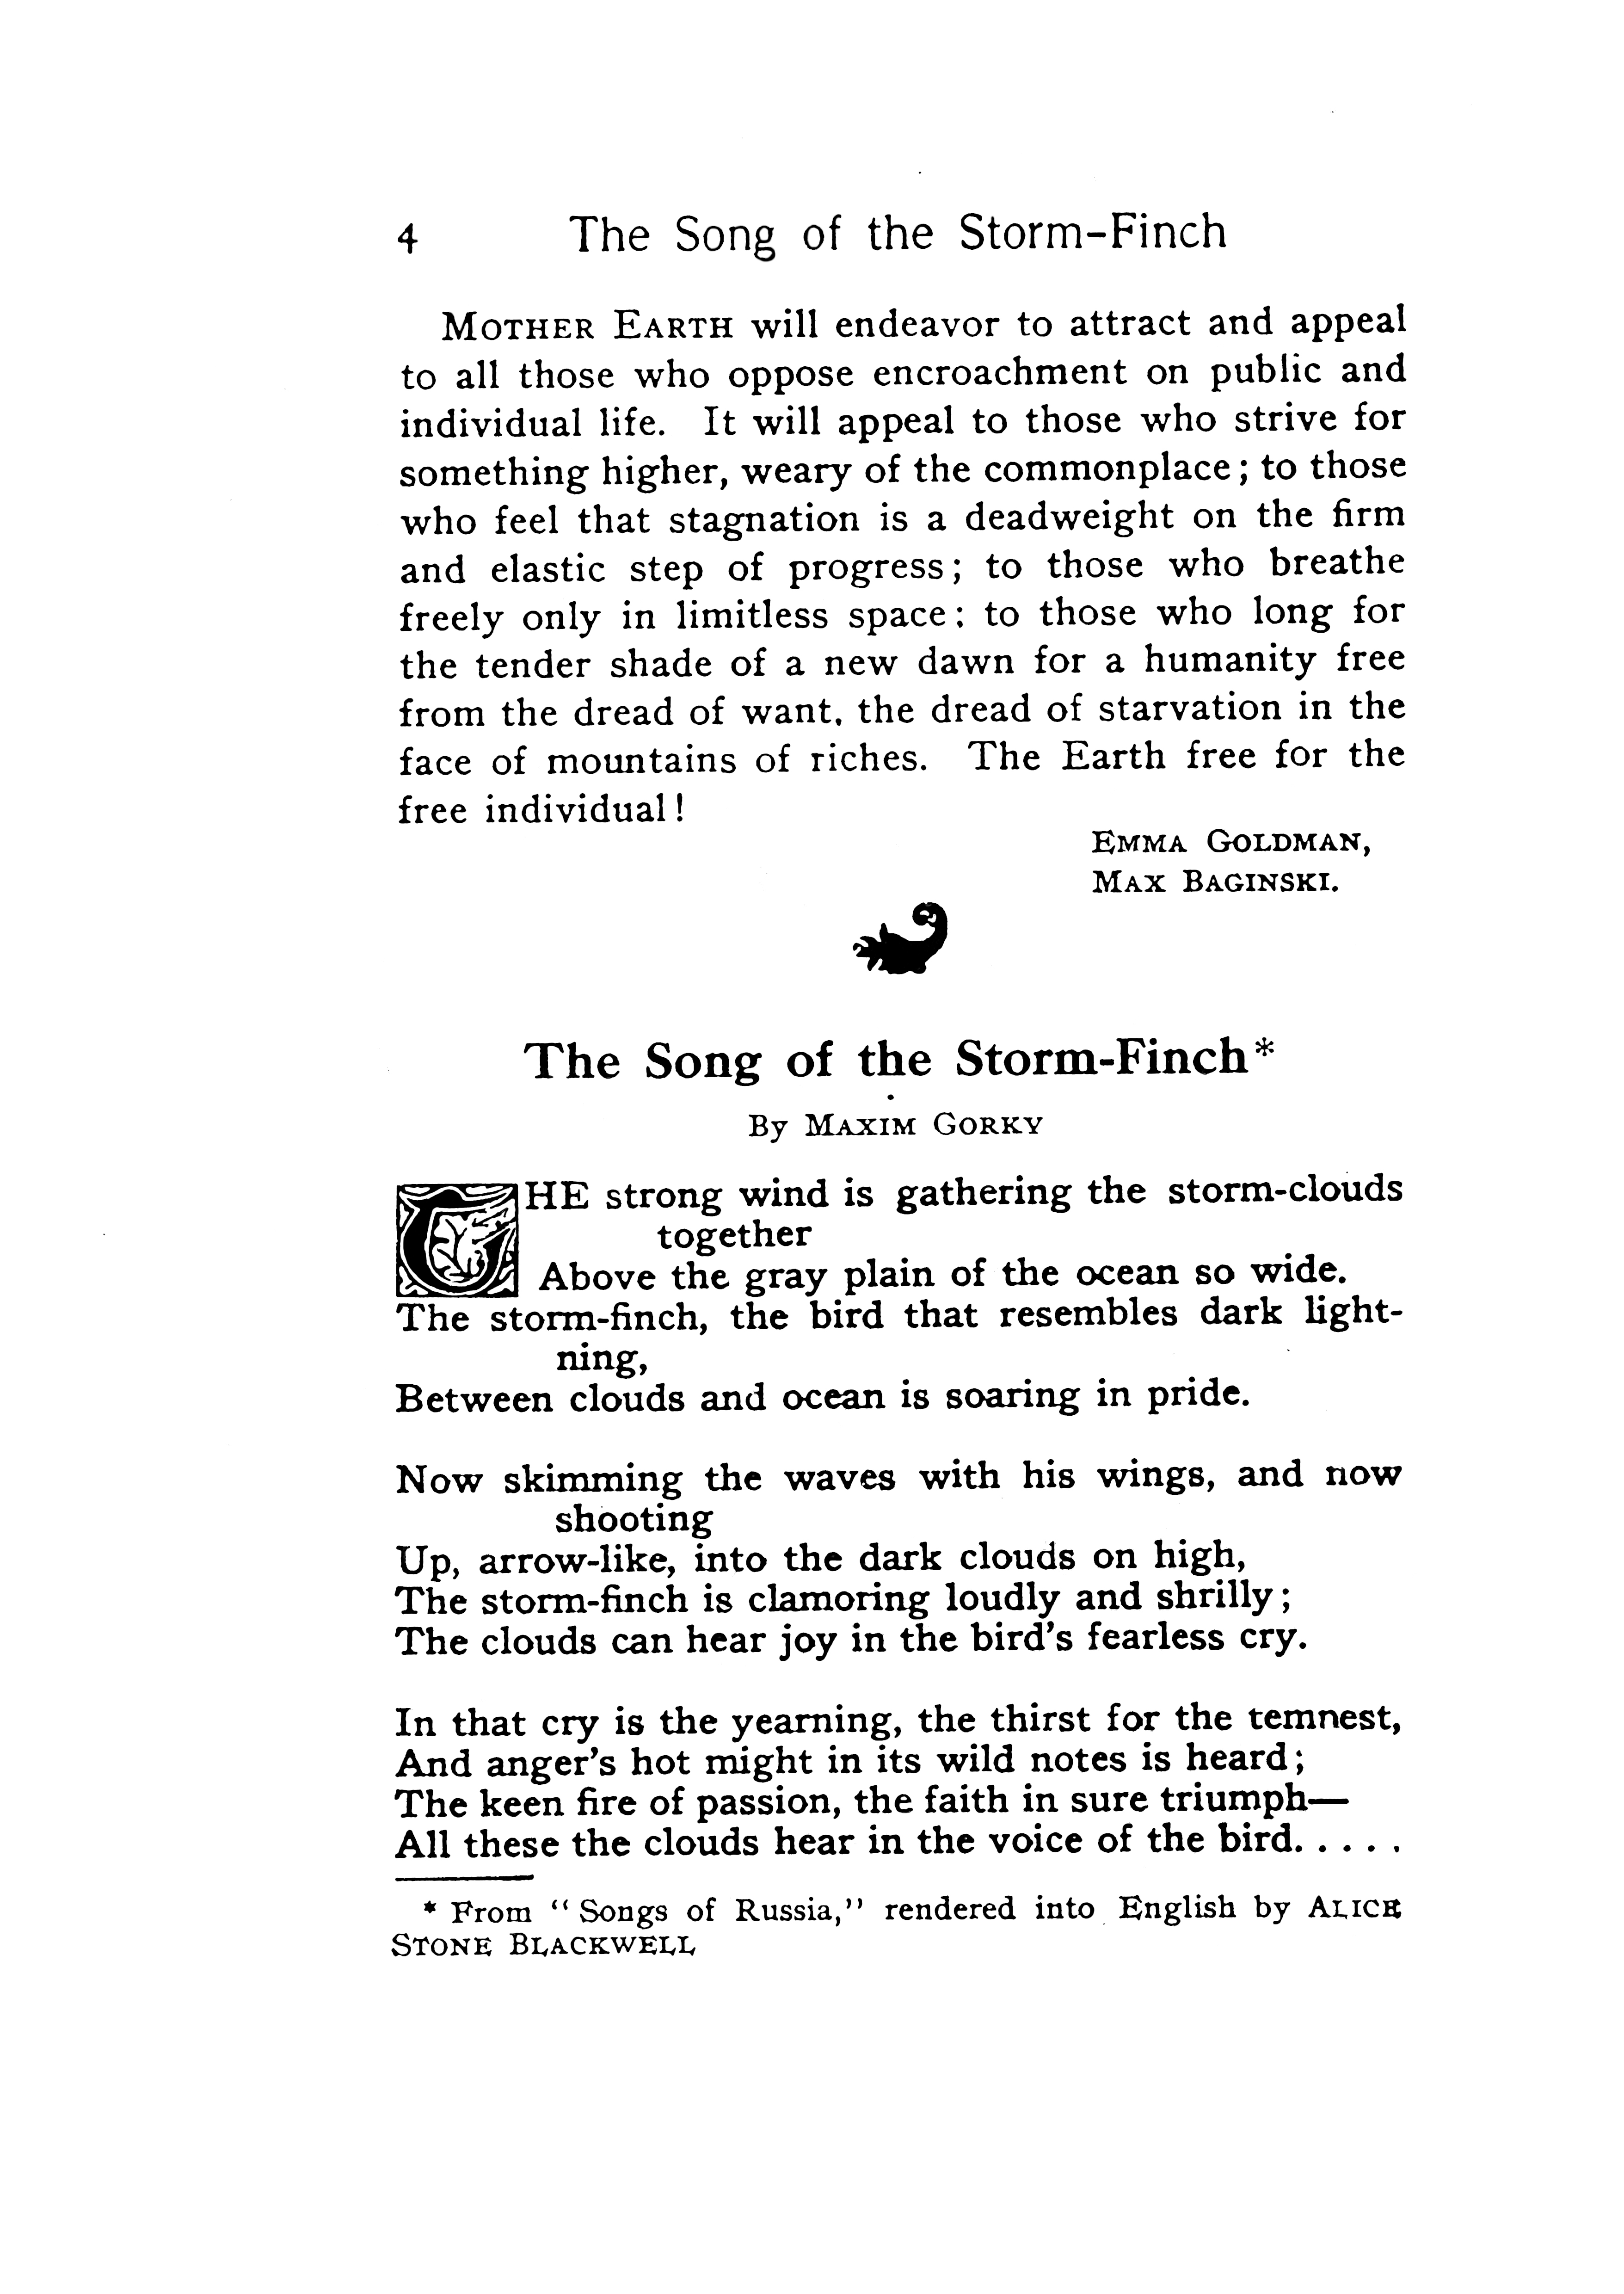 4 The Song of the Storm-Finch
MOTHER EARTH will endeavor to attract and appeal
to all those who oppose encroachment on public and
individual life. It will appeal to those who strive for
something higher, weary of the commonplace; to those
who feel that stagnation is a deadweight on the firm
and elastic step of progress; to those who breathe
freely only in limitless space; to those who long for
the tender shade of a new dawn for a humanity free
from the dread of want, the dread of starvation in the
face of mountains of riches. The Earth free for the
free individual!
EMMA GOLDMAN,
MAX BAGINSKI.
The Song of the Storm-Finch*
By MAXIM GORKY
THE strong wind is gathering the storm-clouds
together
Above the gray plain of the ocean so wide.
The storm-finch, the bird that resembles dark light-
ning,
Between clouds and ocean is soaring in pride.
Now skimming the waves with his wings, and now
shooting
Up, arrow-like, into the dark clouds on high,
The storm-finch is clamoring loudly and shrilly;
The clouds can hear joy in the bird's fearless cry.
In that cry is the yearning, the thirst for the temnest,
And anger's hot might in its wild notes is heard;
The keen fire of passion, the faith in sure triumph—
All these the clouds hear in the voice of the bird.....
* From "Songs of Russia," rendered into English by ALICE
STONE BLACKWELL